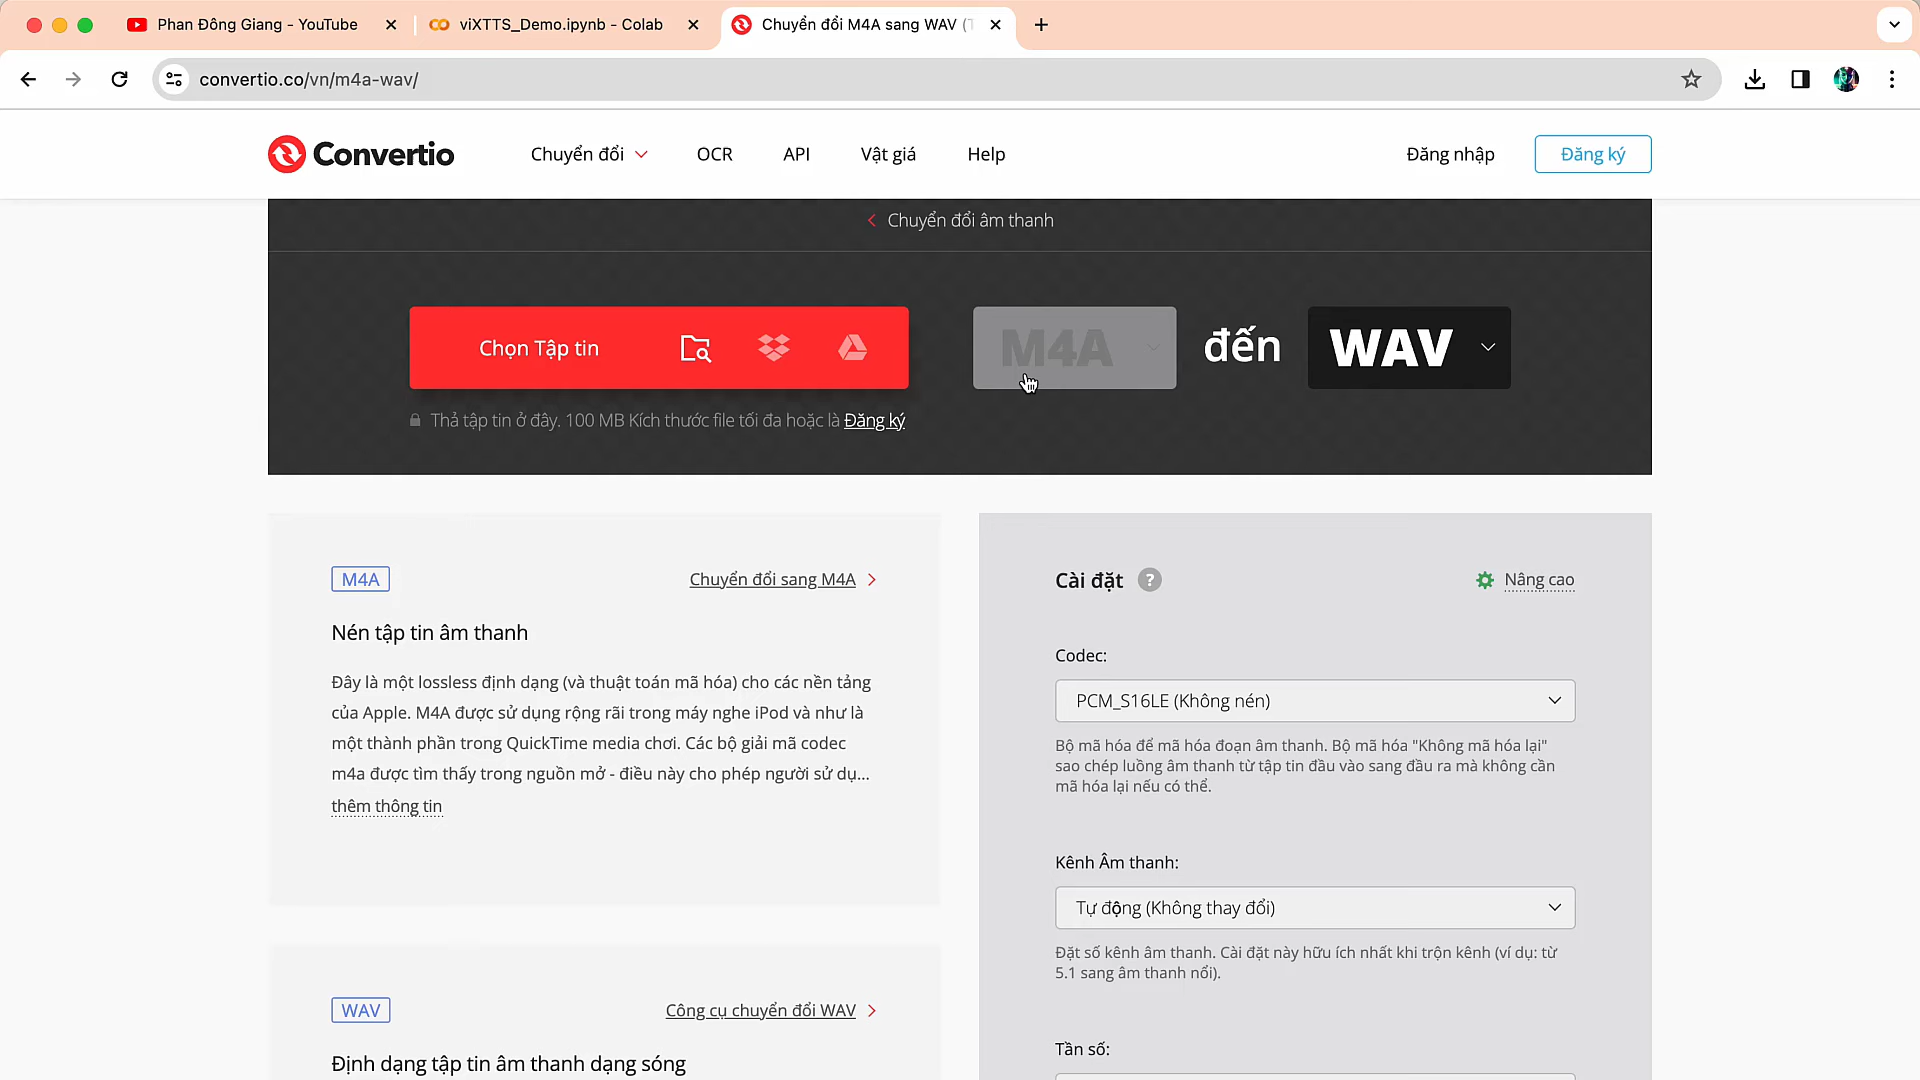 Phan Đông Giang - YouTube
viXTTS_Demo.ipynb - Colab
Chuyển đổi M4A sang WAV (T
convertio.co/vn/m4a-wav/
Convertio
Chuyển đổi
OCR
API
Vật giá
Help
Đăng nhập
Đăng ký
Chuyển đổi âm thanh
Chọn Tập tin
M4A
đến
WAV
Thả tập tin ở đây. 100 MB Kích thước file tối đa hoặc là Đăng ký
M4A
Chuyển đổi sang M4A
Nén tập tin âm thanh
Đây là một lossless định dạng (và thuật toán mã hóa) cho các nền tảng
của Apple. M4A được sử dụng rộng rãi trong máy nghe iPod và như là
một thành phần trong QuickTime media chơi. Các bộ giải mã codec
m4a được tìm thấy trong nguồn mở - điều này cho phép người sử dụ...
thêm thông tin
WAV
Công cụ chuyển đổi WAV
Định dạng tập tin âm thanh dạng sóng
Cài đặt
?
Nâng cao
Codec:
PCM_S16LE (Không nén)
Bộ mã hóa để mã hóa đoạn âm thanh. Bộ mã hóa "Không mã hóa lại"
sao chép luồng âm thanh từ tập tin đầu vào sang đầu ra mà không cần
mã hóa lại nếu có thể.
Kênh Âm thanh:
Tự động (Không thay đổi)
Đặt số kênh âm thanh. Cài đặt này hữu ích nhất khi trộn kênh (ví dụ: từ
5.1 sang âm thanh nổi).
Tần số: